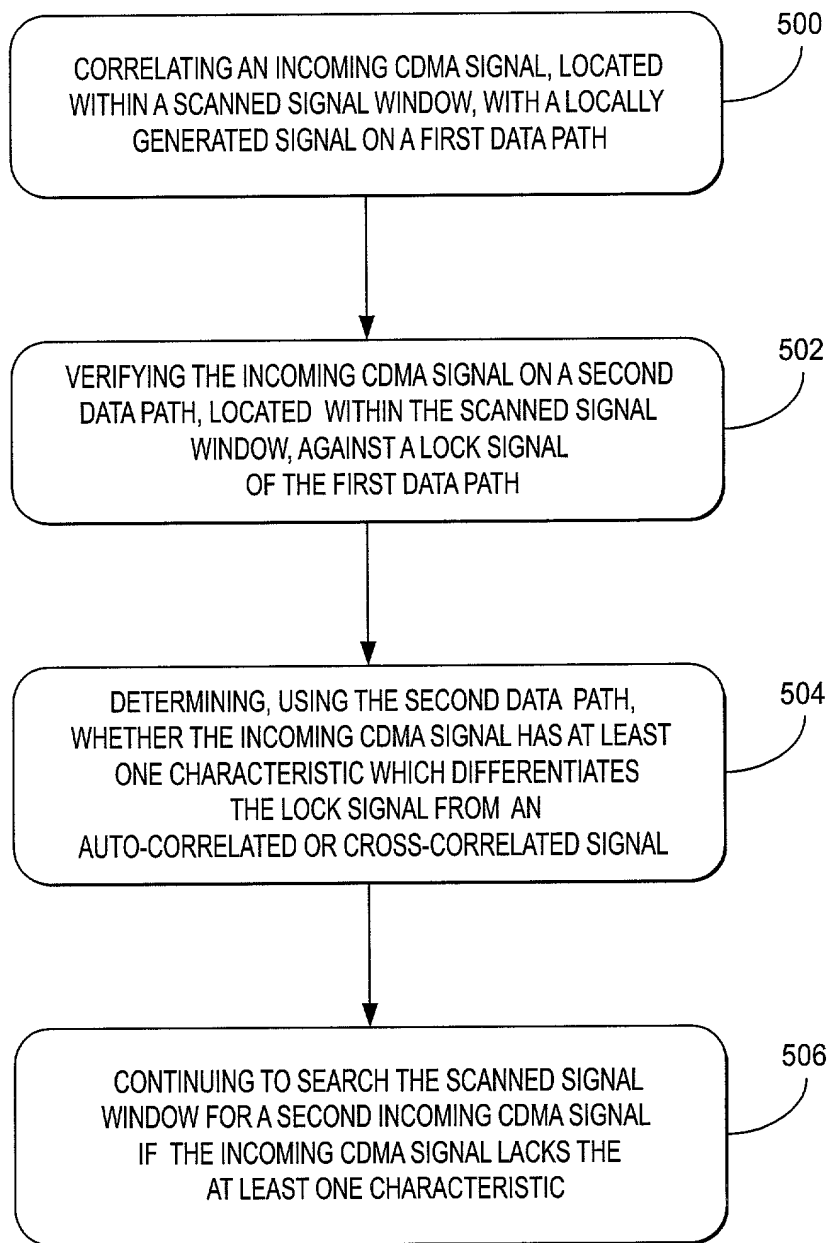 500
CORRELATING AN INCOMING CDMA SIGNAL, LOCATED
WITHIN A SCANNED SIGNAL WINDOW, WITH A LOCALLY
GENERATED SIGNAL ON A FIRST DATA PATH
502
VERIFYING THE INCOMING CDMA SIGNAL ON A SECOND
DATA PATH, LOCATED WITHIN THE SCANNED SIGNAL
WINDOW, AGAINST A LOCK SIGNAL
OF THE FIRST DATA PATH
504
DETERMINING, USING THE SECOND DATA PATH,
WHETHER THE INCOMING CDMA SIGNAL HAS AT LEAST
ONE CHARACTERISTIC WHICH DIFFERENTIATES
THE LOCK SIGNAL FROM AN
AUTO-CORRELATED OR CROSS-CORRELATED SIGNAL
506
CONTINUING TO SEARCH THE SCANNED SIGNAL
WINDOW FOR A SECOND INCOMING CDMA SIGNAL
IF THE INCOMING CDMA SIGNAL LACKS THE
AT LEAST ONE CHARACTERISTIC